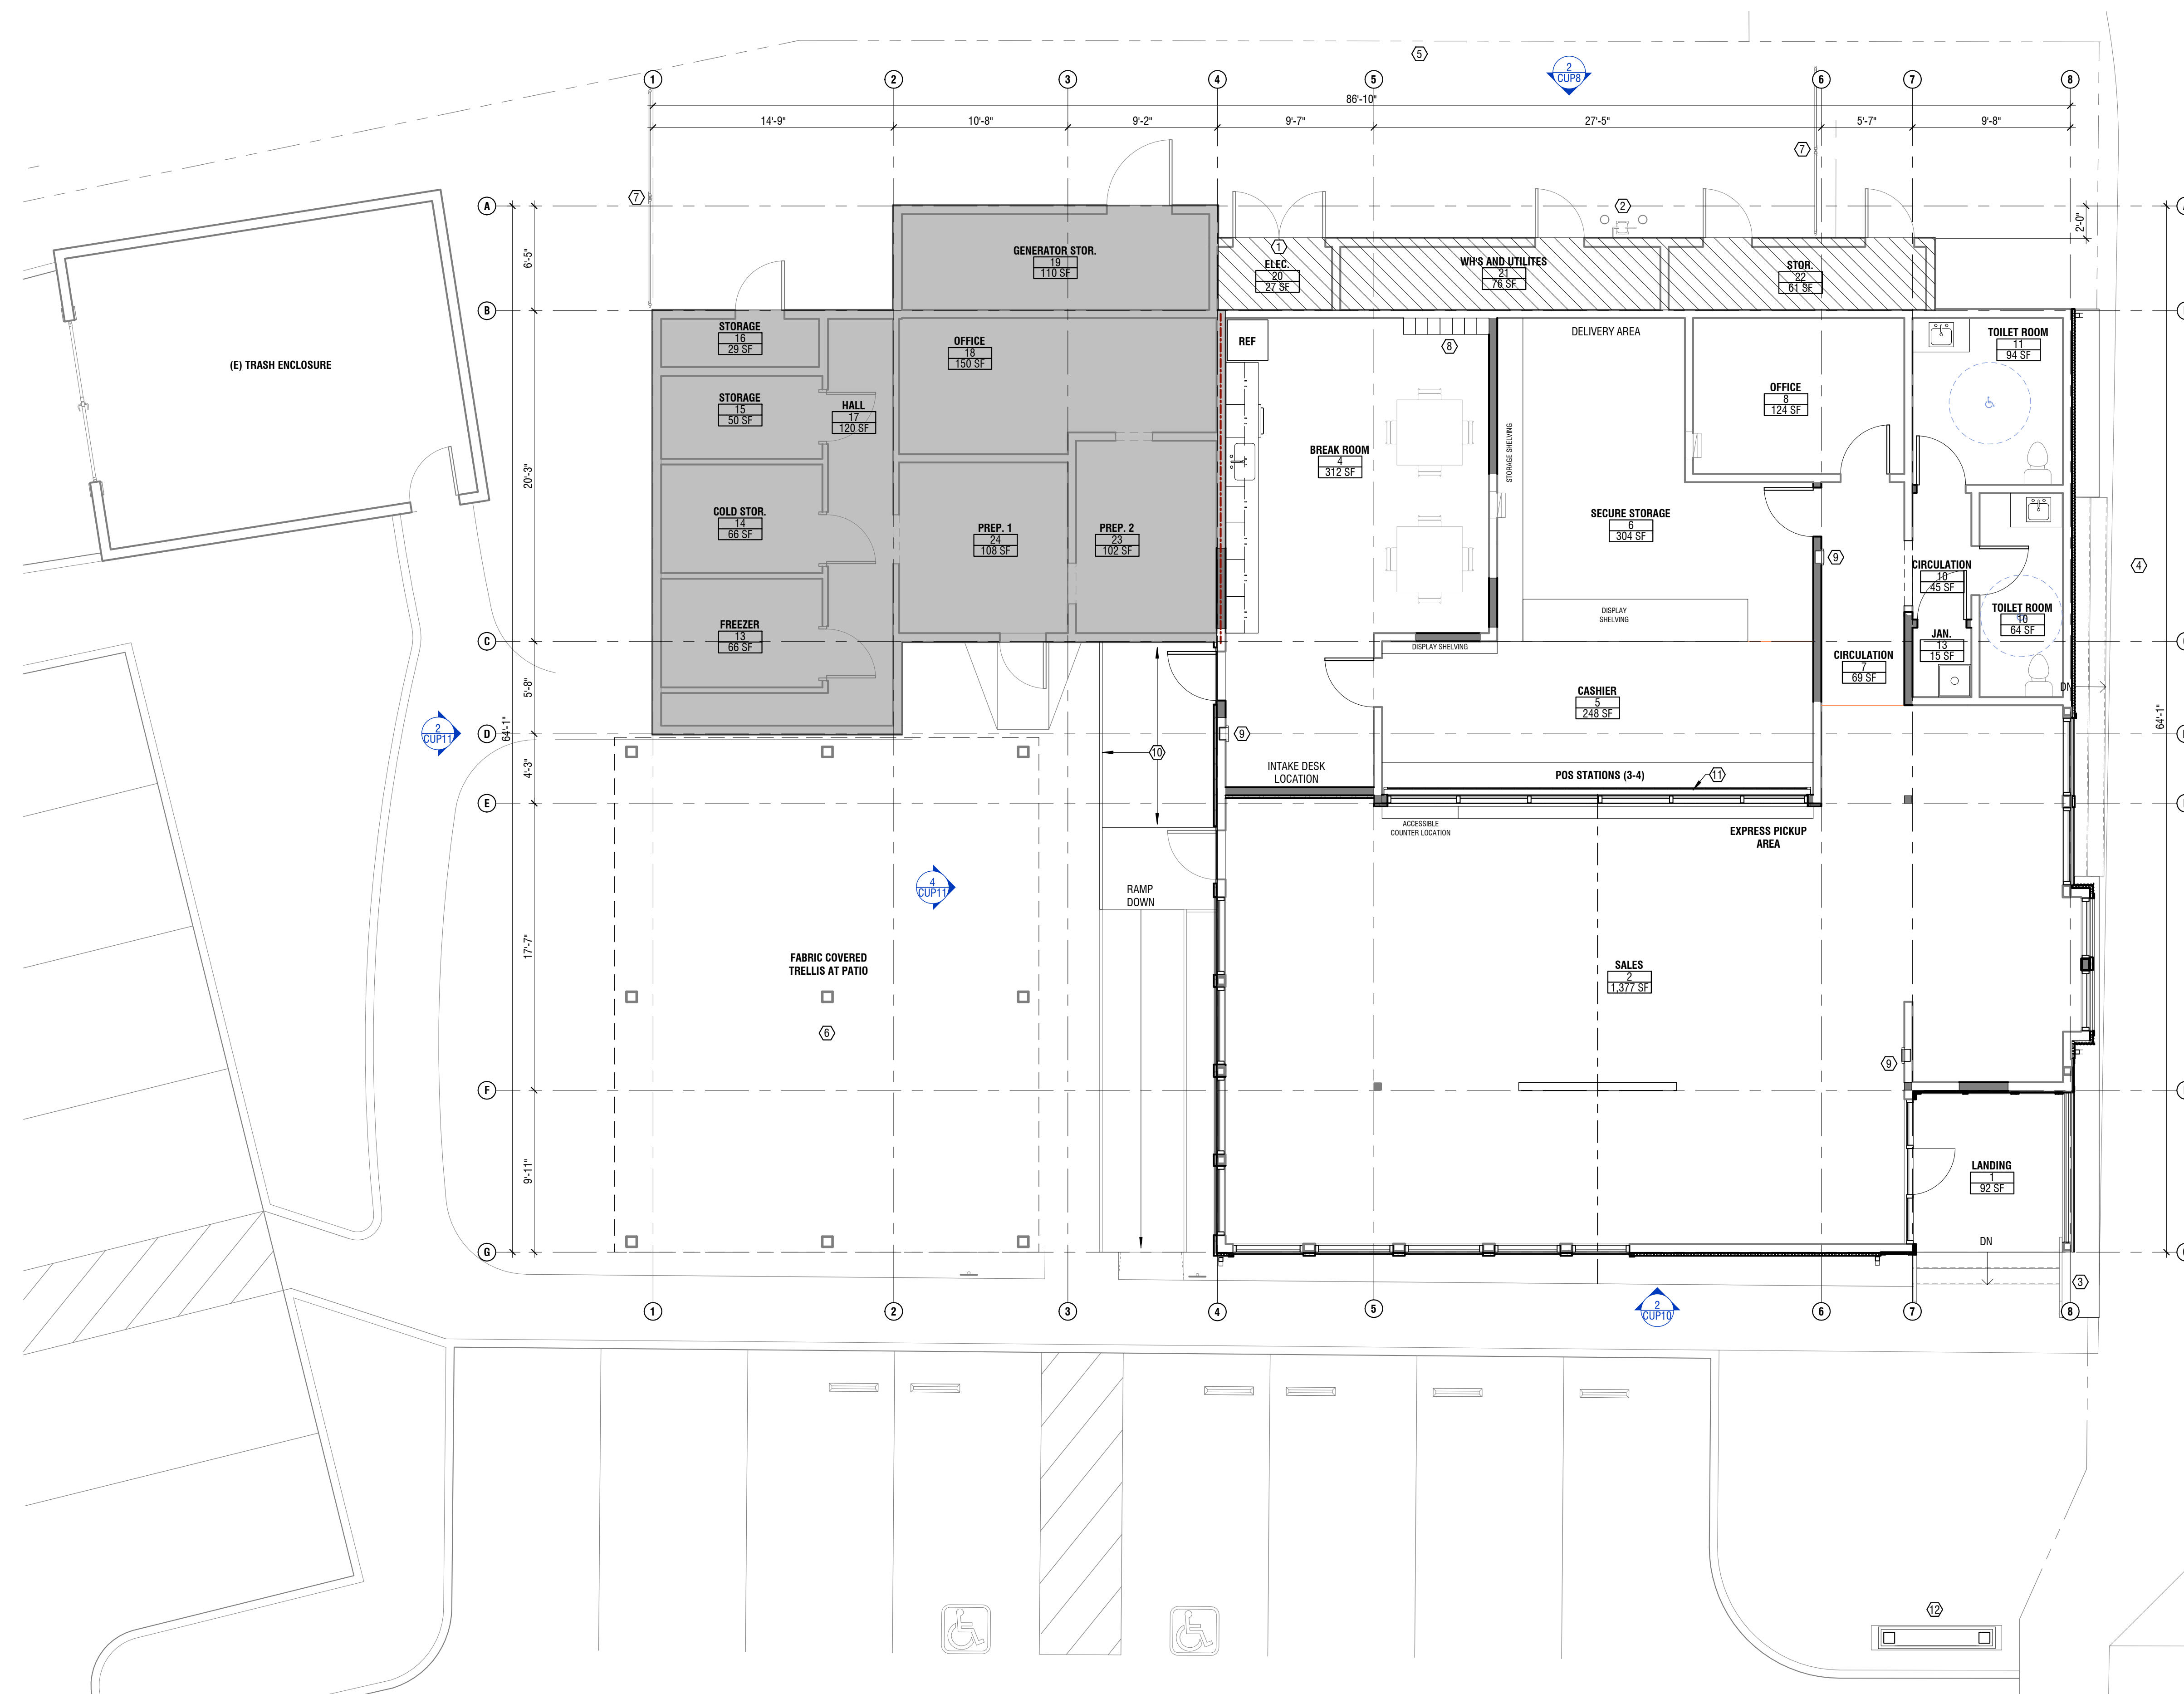 5
2
CUP8
1 2 3 4 5 6 7 8
86'-10"
14'-9" 10'-8" 9'-2" 9'-7" 27'-5" 5'-7" 9'-8"
7
7
A
2
2'-0"
6'-5"
GENERATOR STOR.
19
110 SF
1
ELEC.
20
27 SF
WH'S AND UTILITES
21
76 SF
STOR.
22
61 SF
B
STORAGE
16
29 SF
OFFICE
18
150 SF
REF
8
DELIVERY AREA
TOILET ROOM
11
94 SF
(E) TRASH ENCLOSURE
STORAGE
15
50 SF
HALL
17
120 SF
OFFICE
8
124 SF
BREAK ROOM
4
312 SF
STORAGE SHELVING
20'-3"
COLD STOR.
14
66 SF
PREP. 1
24
108 SF
PREP. 2
23
102 SF
SECURE STORAGE
6
304 SF
9
4
CIRCULATION
10
45 SF
TOILET ROOM
10
64 SF
DISPLAY
SHELVING
FREEZER
13
66 SF
JAN.
13
15 SF
C
DISPLAY SHELVING
CIRCULATION
7
69 SF
DN
5'-8"
CASHIER
5
248 SF
64'-1"
64'-1"
2
CUP11
D
9
10
4'-3"
INTAKE DESK
LOCATION
POS STATIONS (3-4)
11
E
ACCESSIBLE
COUNTER LOCATION
EXPRESS PICKUP
AREA
4
CUP11
RAMP
DOWN
17'-7"
FABRIC COVERED
TRELLIS AT PATIO
SALES
2
1,377 SF
6
9
F
9'-11"
LANDING
1
92 SF
G
DN
3
1 2 3 4 5 6 7 8
2
CUP10
12